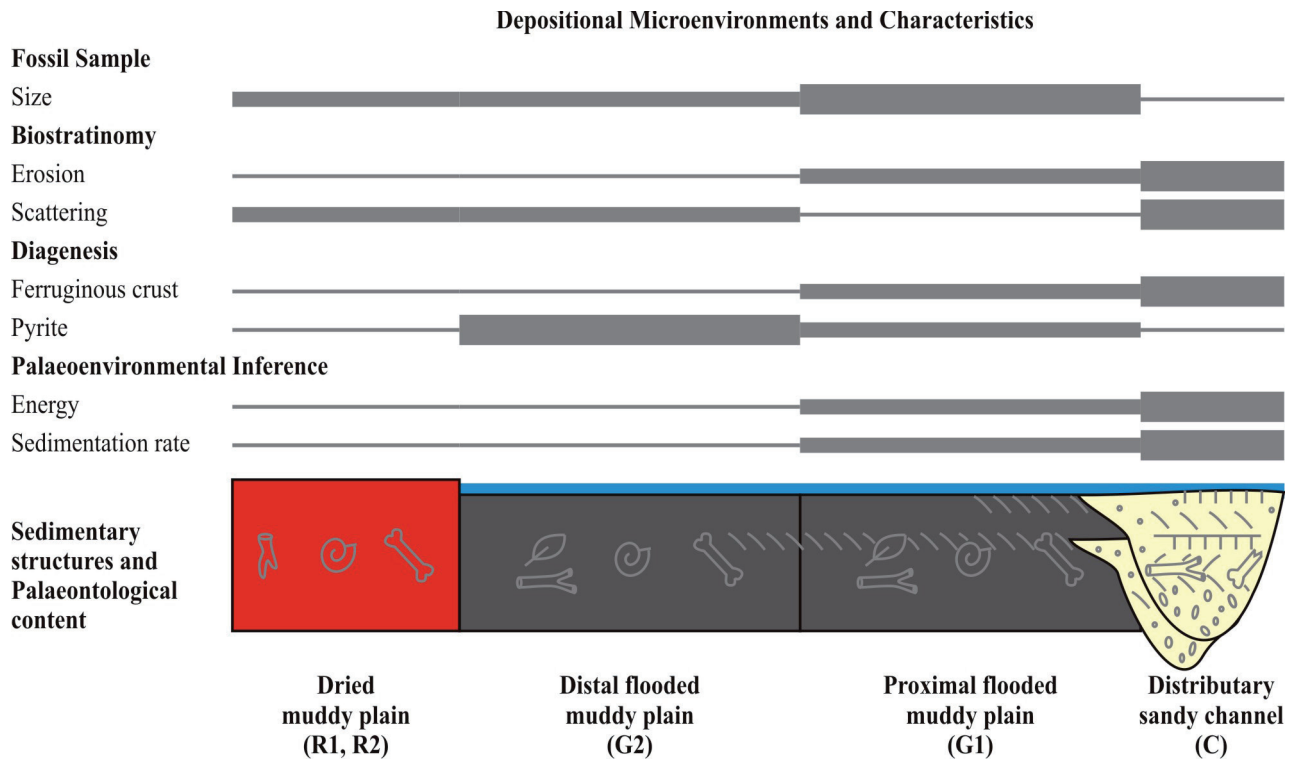 Depositional Microenvironments and Characteristics
Fossil Sample
Size
Biostratinomy
Erosion
Scattering
Diagenesis
Ferruginous crust
Pyrite
Palaeoenvironmental Inference
Energy
Sedimentation rate
Sedimentary
structures and
Palaeontological
content
Dried
muddy plain
(R1, R2)
Distal flooded
muddy plain
(G2)
Proximal flooded
muddy plain
(G1)
Distributary
sandy channel
(C)